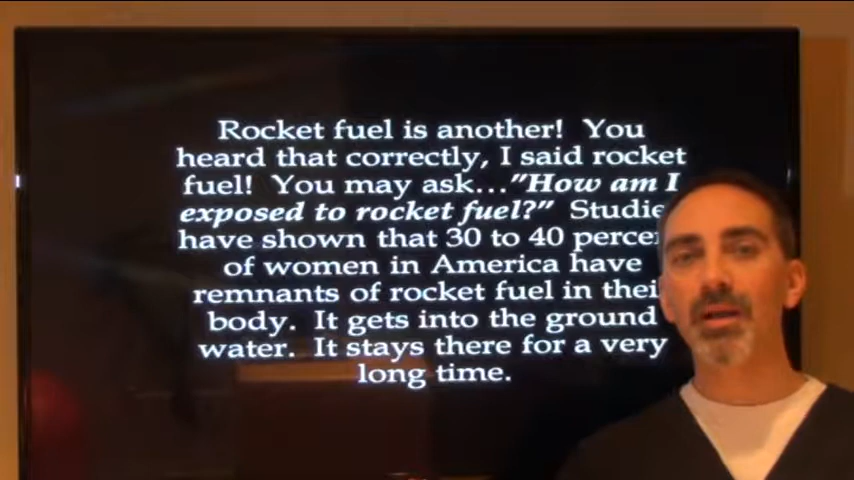 Rocket fuel is another! You
heard that correctly, I said rocket
fuel! You may ask..."How am I
exposed to rocket fuel?" Studie
have shown that 30 to 40 percen
of women in America have
remnants of rocket fuel in thei
body. It gets into the ground
water. It stays there for a very
long time.